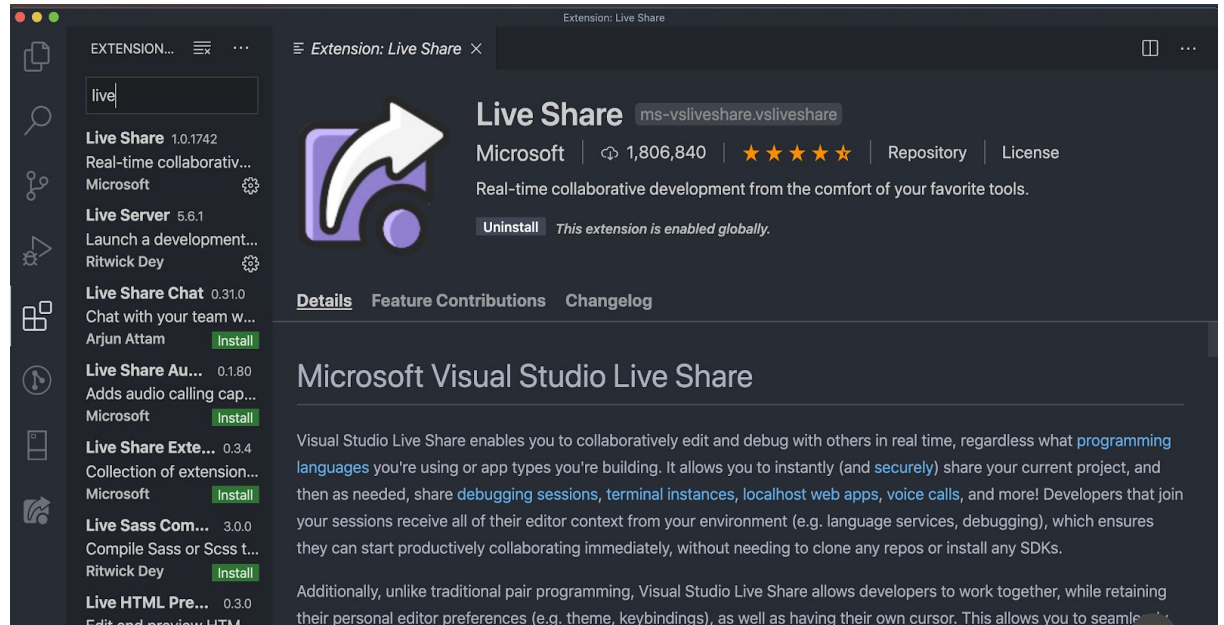 Extension: Live Share
EXTENSION...
Extension: Live Share
live
Live Share 1.0.1742
Real-time collaborativ...
Microsoft
Live Server 5.6.1
Launch a development...
Ritwick Dey
Live Share Chat 0.31.0
Chat with your team w...
Arjun Attam
Install
Live Share Au... 0.1.80
Adds audio calling cap...
Microsoft
Install
Live Share Exte... 0.3.4
Collection of extension...
Microsoft
Install
Live Sass Com... 3.0.0
Compile Sass or Scss t...
Ritwick Dey
Install
Live HTML Pre... 0.3.0
Edit and preview HTM...
Live Share ms-vsliveshare.vsliveshare
Microsoft 1,806,840 Repository License
Real-time collaborative development from the comfort of your favorite tools.
Uninstall This extension is enabled globally.
Details Feature Contributions Changelog
Microsoft Visual Studio Live Share
Visual Studio Live Share enables you to collaboratively edit and debug with others in real time, regardless what programming
languages you're using or app types you're building. It allows you to instantly (and securely) share your current project, and
then as needed, share debugging sessions, terminal instances, localhost web apps, voice calls, and more! Developers that join
your sessions receive all of their editor context from your environment (e.g. language services, debugging), which ensures
they can start productively collaborating immediately, without needing to clone any repos or install any SDKs.
Additionally, unlike traditional pair programming, Visual Studio Live Share allows developers to work together, while retaining
their personal editor preferences (e.g. theme, keybindings), as well as having their own cursor. This allows you to seamlessly